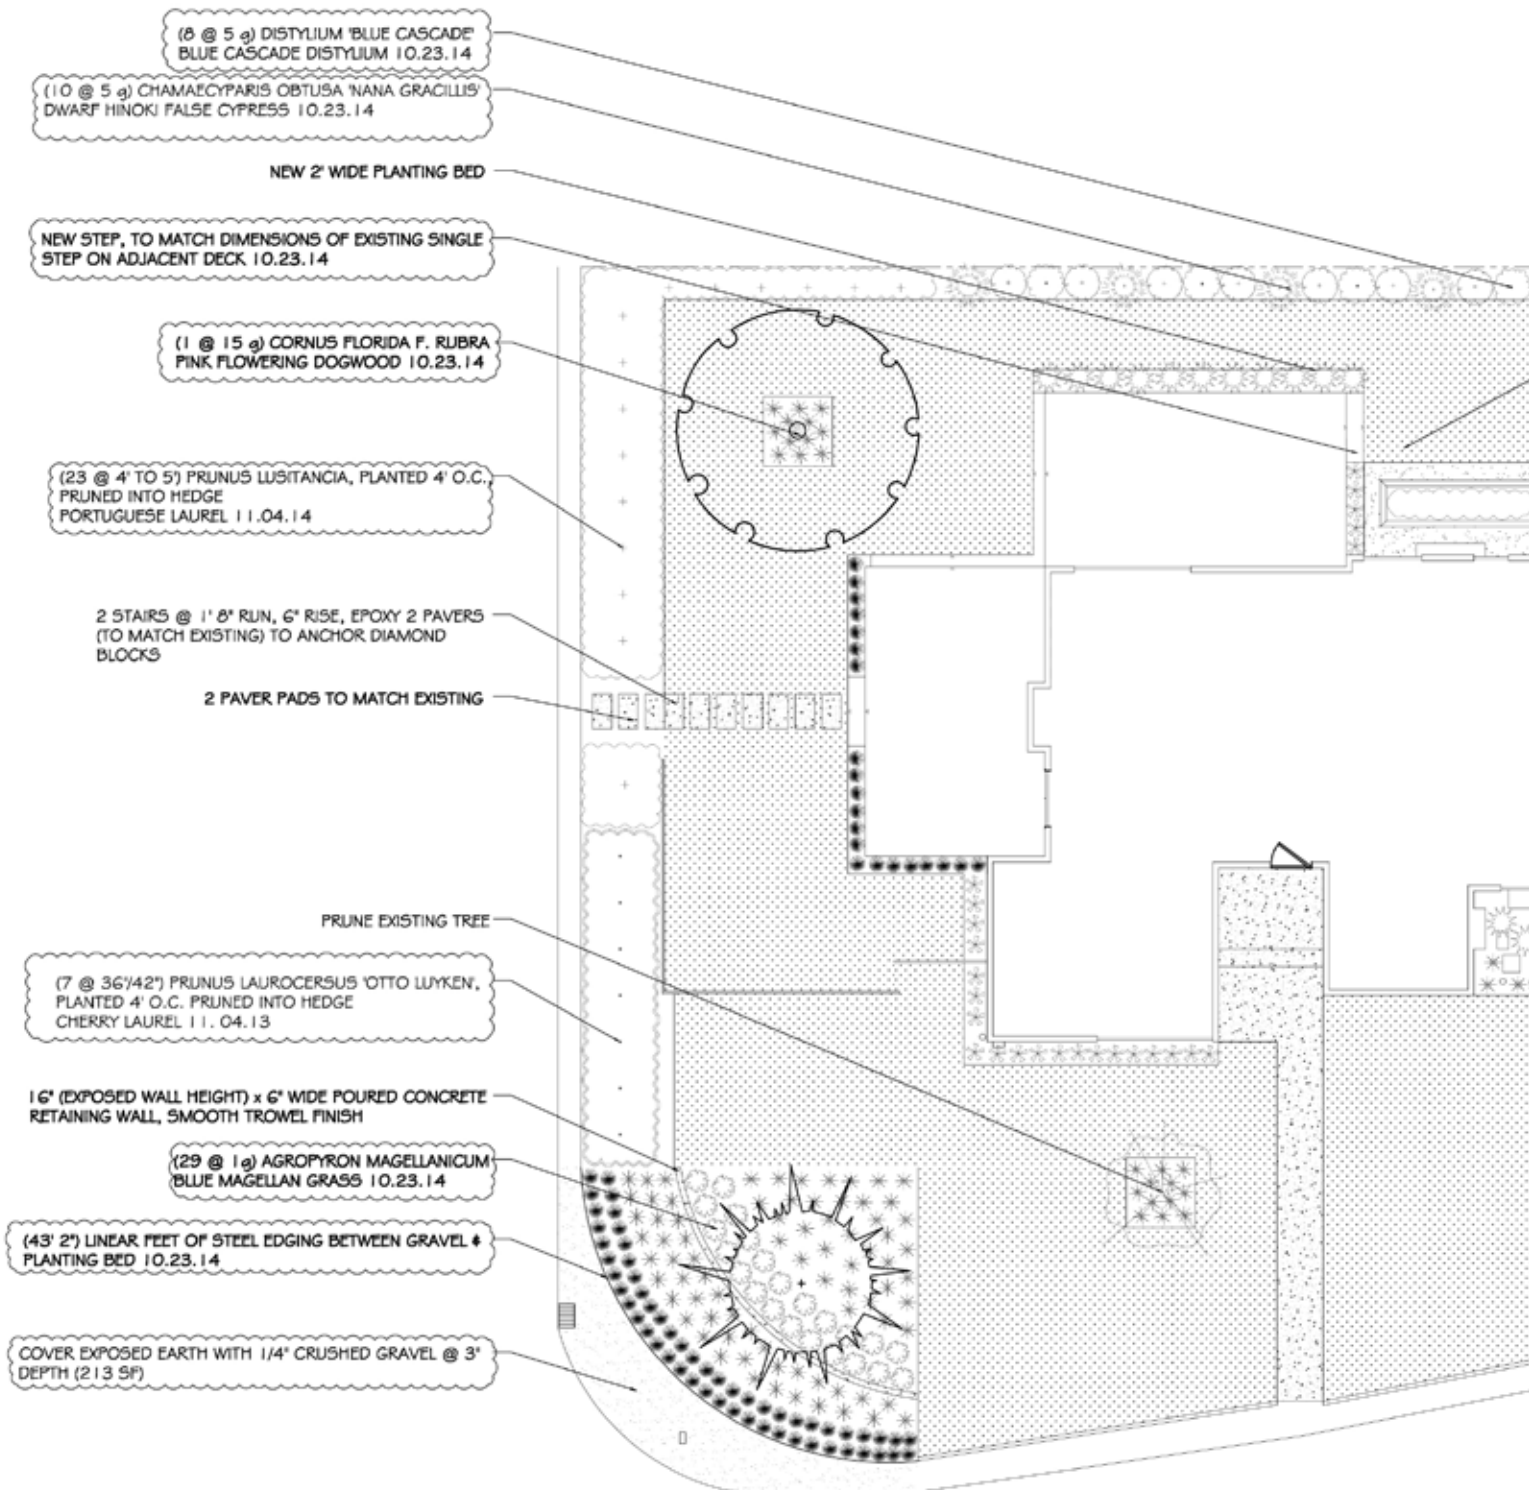 (8 @ 5 g) DISTYLIUM 'BLUE CASCADE'
BLUE CASCADE DISTYLIUM 10.23.14
(10 @ 5 g) CHAMAECYPARIS OBTUSA 'NANA GRACILLIS'
DWARF HINOKI FALSE CYPRESS 10.23.14
NEW 2' WIDE PLANTING BED
NEW STEP, TO MATCH DIMENSIONS OF EXISTING SINGLE
STEP ON ADJACENT DECK 10.23.14
(1 @ 15 g) CORNUS FLORIDA F. RUBRA
PINK FLOWERING DOGWOOD 10.23.14
(23 @ 4' TO 5') PRUNUS LUSITANCIA, PLANTED 4' O.C.,
PRUNED INTO HEDGE
PORTUGUESE LAUREL 11.04.14
2 STAIRS @ 1' 8" RUN, 6" RISE, EPOXY 2 PAVERS
(TO MATCH EXISTING) TO ANCHOR DIAMOND
BLOCKS
2 PAVER PADS TO MATCH EXISTING
PRUNE EXISTING TREE
(7 @ 36"/42") PRUNUS LAUROCERSUS 'OTTO LUYKEN',
PLANTED 4' O.C. PRUNED INTO HEDGE
CHERRY LAUREL 11. 04.13
16" (EXPOSED WALL HEIGHT) x 6" WIDE POURED CONCRETE
RETAINING WALL, SMOOTH TROWEL FINISH
(29 @ 1g) AGROPYRON MAGELLANICUM
BLUE MAGELLAN GRASS 10.23.14
(43' 2") LINEAR FEET OF STEEL EDGING BETWEEN GRAVEL &
PLANTING BED 10.23.14
COVER EXPOSED EARTH WITH 1/4" CRUSHED GRAVEL @ 3"
DEPTH (213 SF)